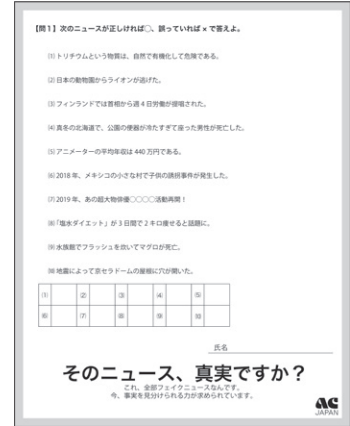 【問1】次のニュースが正しければ○、誤っていれば × で答えよ。
⑴ トリチウムという物質は、自然で有機化して危険である。
⑵ 日本の動物園からライオンが逃げた。
⑶ フィンランドでは首相から週4日労働が提唱された。
⑷ 真冬の北海道で、公園の便器が冷たすぎて座った男性が死亡した。
⑸ アニメーターの平均年収は 440 万円である。
⑹ 2018 年、メキシコの小さな村で子供の誘拐事件が発生した。
⑺ 2019 年、あの超大物俳優○○○○活動再開！
⑻「塩水ダイエット」が 3 日間で 2 キロ痩せると話題に。
⑼ 水族館でフラッシュを焚いてマグロが死亡。
⑽ 地震によって京セラドームの屋根に穴が開いた。
⑴ ⑵ ⑶ ⑷ ⑸
⑹ ⑺ ⑻ ⑼ ⑽
氏名
そのニュース、真実ですか？
これ、全部フェイクニュースなんです。
今、事実を見分けられる力が求められています。
AC
JAPAN